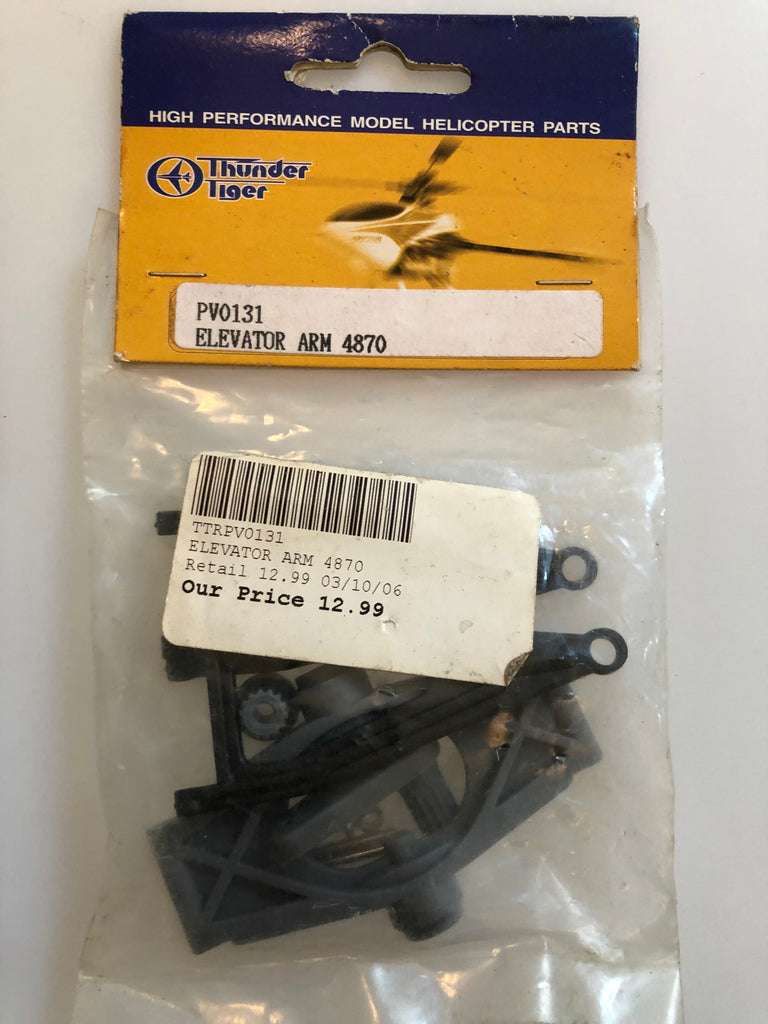 HIGH PERFORMANCE MODEL HELICOPTER PARTS
Thunder
Tiger
PV0131
ELEVATOR ARM 4870
TTRPV0131
ELEVATOR ARM 4870
Retail 12.99 03/10/06
Our Price 12.99